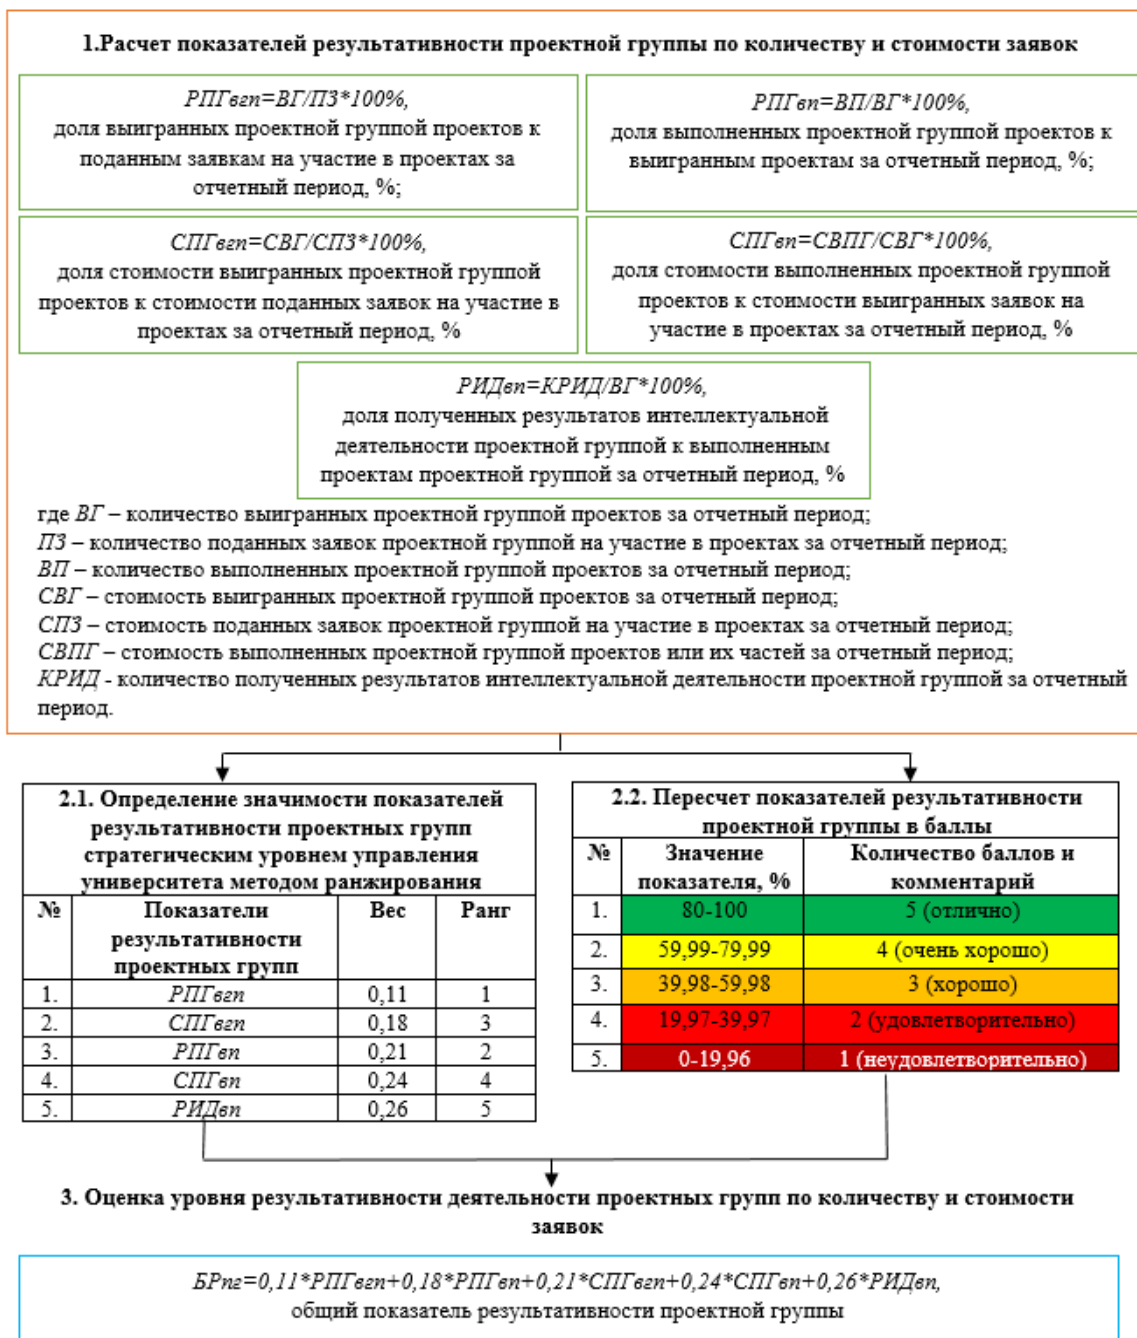 1.Расчет показателей результативности проектной группы по количеству и стоимости заявок
РПГвгп=ВГ/ПЗ*100%,
доля выигранных проектной группой проектов к
поданным заявкам на участие в проектах за
отчетный период, %;
РПГвп=ВП/ВГ*100%,
доля выполненных проектной группой проектов к
выигранным проектам за отчетный период, %;
СПГвгп=СВГ/СПЗ*100%,
доля стоимости выигранных проектной группой
проектов к стоимости поданных заявок на участие в
проектах за отчетный период, %
СПГвп=СВПГ/СВГ*100%,
доля стоимости выполненных проектной группой
проектов к стоимости выигранных заявок на
участие в проектах за отчетный период, %
РИДвп=КРИД/ВГ*100%,
доля полученных результатов интеллектуальной
деятельности проектной группой к выполненным
проектам проектной группой за отчетный период, %
где ВГ – количество выигранных проектной группой проектов за отчетный период;
ПЗ – количество поданных заявок проектной группой на участие в проектах за отчетный период;
ВП – количество выполненных проектной группой проектов за отчетный период;
СВГ – стоимость выигранных проектной группой проектов за отчетный период;
СПЗ – стоимость поданных заявок проектной группой на участие в проектах за отчетный период;
СВПГ – стоимость выполненных проектной группой проектов или их частей за отчетный период;
КРИД - количество полученных результатов интеллектуальной деятельности проектной группой за отчетный
период.
2.1. Определение значимости показателей
результативности проектных групп
стратегическим уровнем управления
университета методом ранжирования
№ Показатели Вес Ранг
результативности
проектных групп
1. РПГвгп 0,11 1
2. СПГвгп 0,18 3
3. РПГвп 0,21 2
4. СПГвп 0,24 4
5. РИДвп 0,26 5
2.2. Пересчет показателей результативности
проектной группы в баллы
№ Значение Количество баллов и
показателя, % комментарий
1. 80-100 5 (отлично)
2. 59,99-79,99 4 (очень хорошо)
3. 39,98-59,98 3 (хорошо)
4. 19,97-39,97 2 (удовлетворительно)
5. 0-19,96 1 (неудовлетворительно)
3. Оценка уровня результативности деятельности проектных групп по количеству и стоимости
заявок
БРпг=0,11*РПГвгп+0,18*РПГвп+0,21*СПГвгп+0,24*СПГвп+0,26*РИДвп,
общий показатель результативности проектной группы